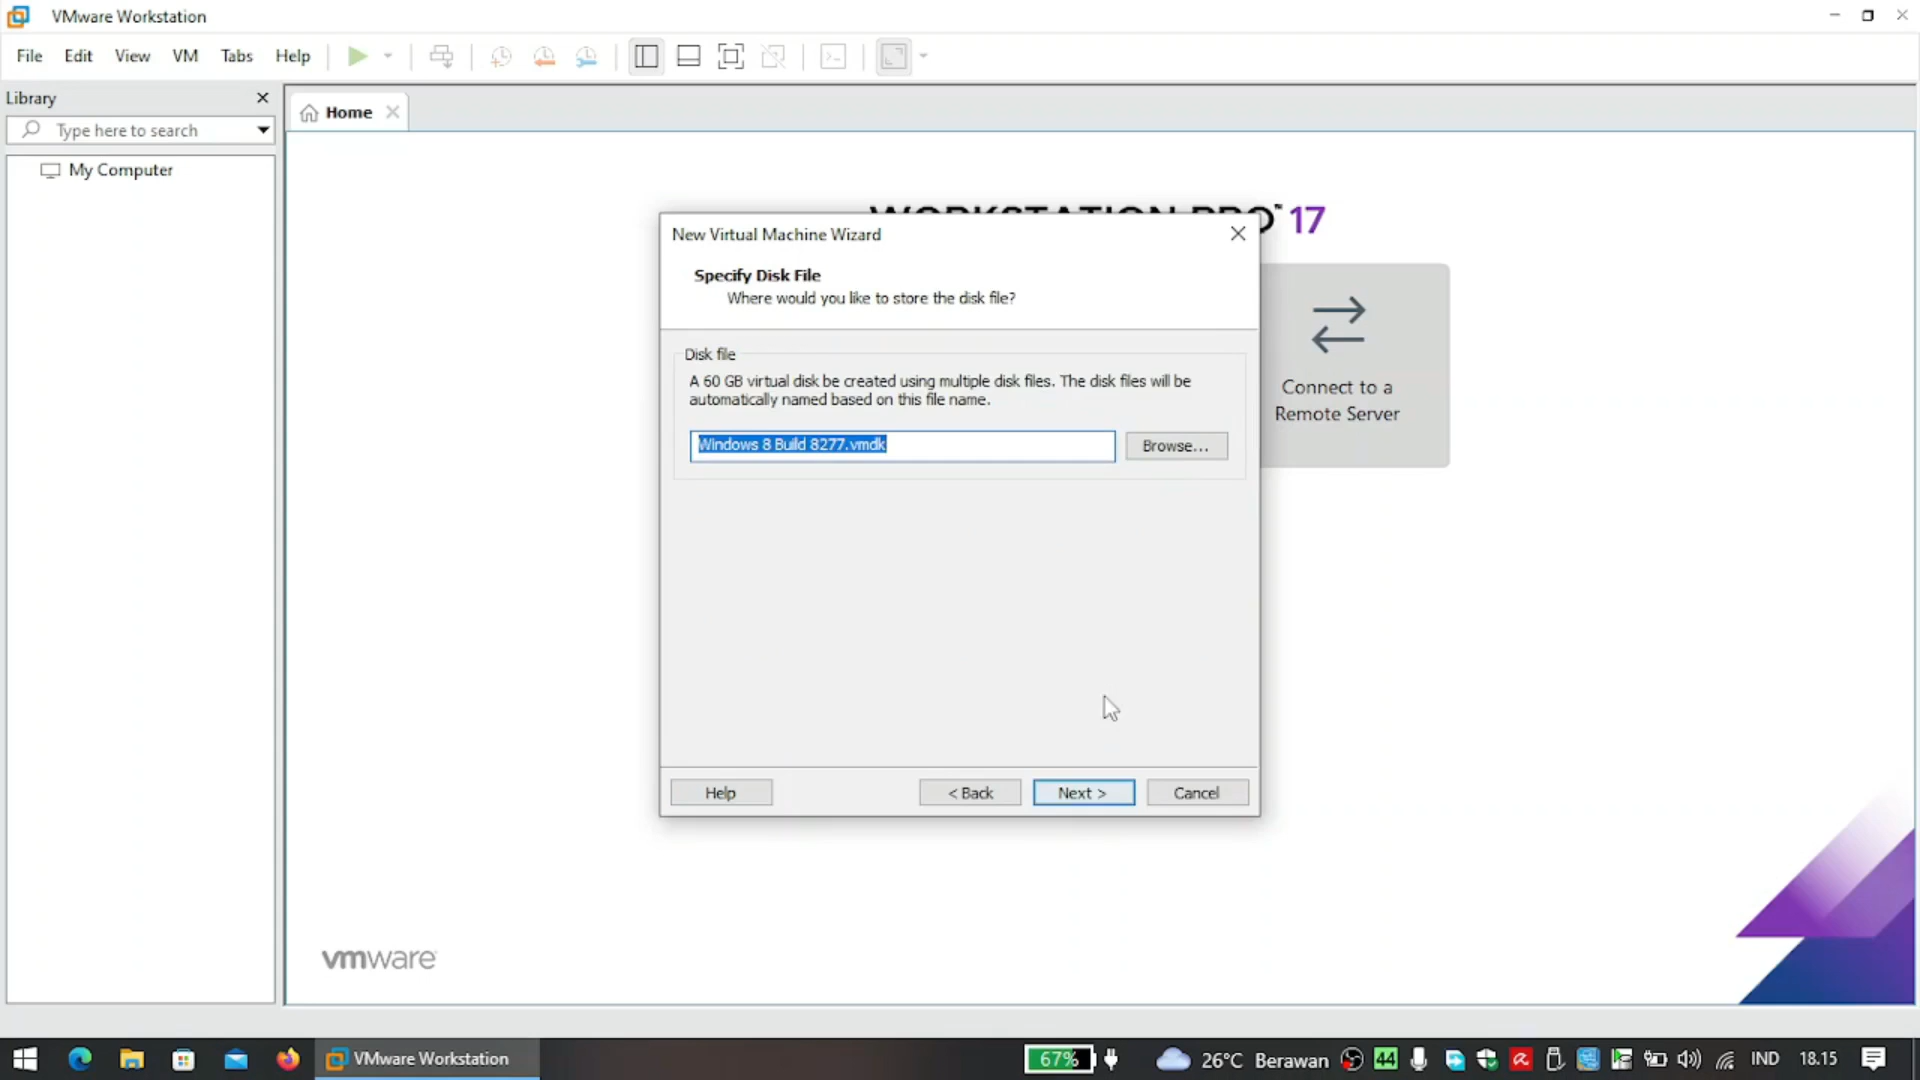 VMware Workstation
File Edit View VM Tabs Help
Library
Home
Type here to search
My Computer
WORKSTATION PRO™ 17
New Virtual Machine Wizard
Specify Disk File
Where would you like to store the disk file?
Disk file
A 60 GB virtual disk be created using multiple disk files. The disk files will be
automatically named based on this file name.
Windows 8 Build 8277.vmdk
Browse...
Connect to a
Remote Server
Help
< Back
Next >
Cancel
vmware
VMware Workstation
67%
26°C Berawan
44
IND
18.15